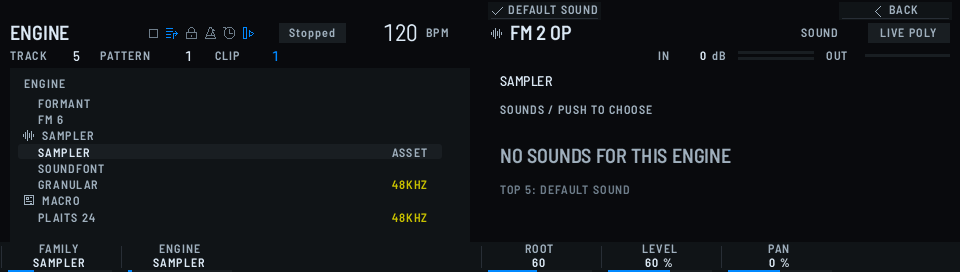 DEFAULT SOUND
BACK
ENGINE
Stopped
120 BPM
FM 2 OP
SOUND
LIVE POLY
TRACK 5 PATTERN 1 CLIP 1
IN 0 dB OUT
ENGINE
FORMANT
FM 6
SAMPLER
SAMPLER ASSET
SOUNDFONT
GRANULAR 48KHZ
MACRO
PLAITS 24 48KHZ
SAMPLER
SOUNDS / PUSH TO CHOOSE
NO SOUNDS FOR THIS ENGINE
TOP 5: DEFAULT SOUND
FAMILY
SAMPLER
ENGINE
SAMPLER
ROOT
60
LEVEL
60 %
PAN
0 %